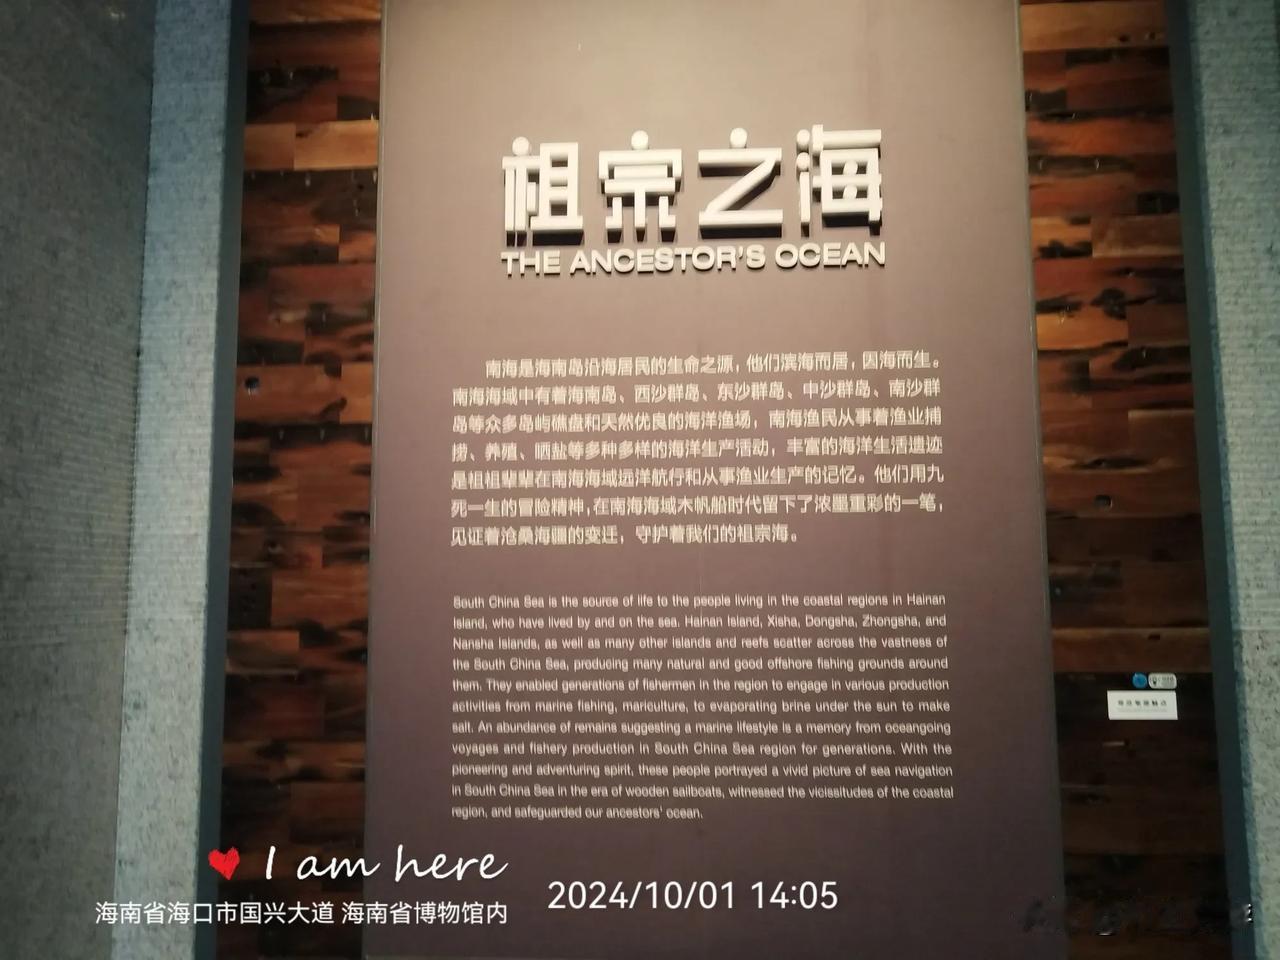 祖宗之海
THE ANCESTOR'S OCEAN
南海是海南岛沿海居民的生命之源，他们滨海而居，因海而生。
南海海域中有着海南岛、西沙群岛、东沙群岛、中沙群岛、南沙群
岛等众多岛屿礁盘和天然优良的海洋渔场，南海渔民从事着渔业捕
捞、养殖、晒盐等多种多样的海洋生产活动，丰富的海洋生活遗迹
是祖祖辈辈在南海海域远洋航行和从事渔业生产的记忆。他们用九
死一生的冒险精神，在南海海域木帆船时代留下了浓墨重彩的一笔，
见证着沧桑海疆的变迁，守护着我们的祖宗海。
South China Sea is the source of life to the people living in the coastal regions in Hainan
Island, who have lived by and on the sea. Hainan Island, Xisha, Dongsha, Zhongsha, and
Nansha Islands, as well as many other islands and reefs scatter across the vastness of
the South China Sea, producing many natural and good offshore fishing grounds around
them. They enabled generations of fishermen in the region to engage in various production
activities from marine fishing, mariculture, to evaporating brine under the sun to make
salt. An abundance of remains suggesting a marine lifestyle is a memory from oceangoing
voyages and fishery production in South China Sea region for generations. With the
pioneering and adventuring spirit, these people portrayed a vivid picture of sea navigation
in South China Sea in the era of wooden sailboats, witnessed the vicissitudes of the coastal
region, and safeguarded our ancestors' ocean.
I am here
海南省海口市国兴大道 海南省博物馆内
2024/10/01 14:05